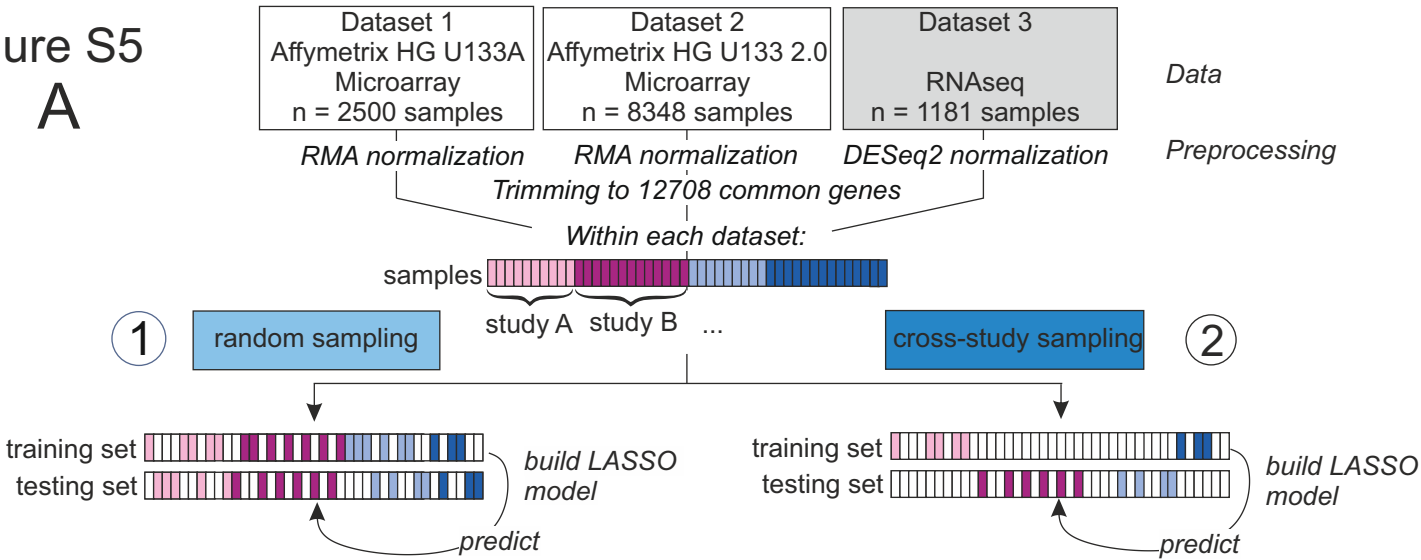 ure S5
A
Dataset 1
Affymetrix HG U133A
Microarray
n = 2500 samples
Dataset 2
Affymetrix HG U133 2.0
Microarray
n = 8348 samples
Dataset 3
RNAseq
n = 1181 samples
Data
RMA normalization
RMA normalization
DESeq2 normalization
Preprocessing
Trimming to 12708 common genes
Within each dataset:
samples
study A
study B
...
1
random sampling
cross-study sampling
2
training set
testing set
build LASSO
model
predict
training set
testing set
build LASSO
model
predict